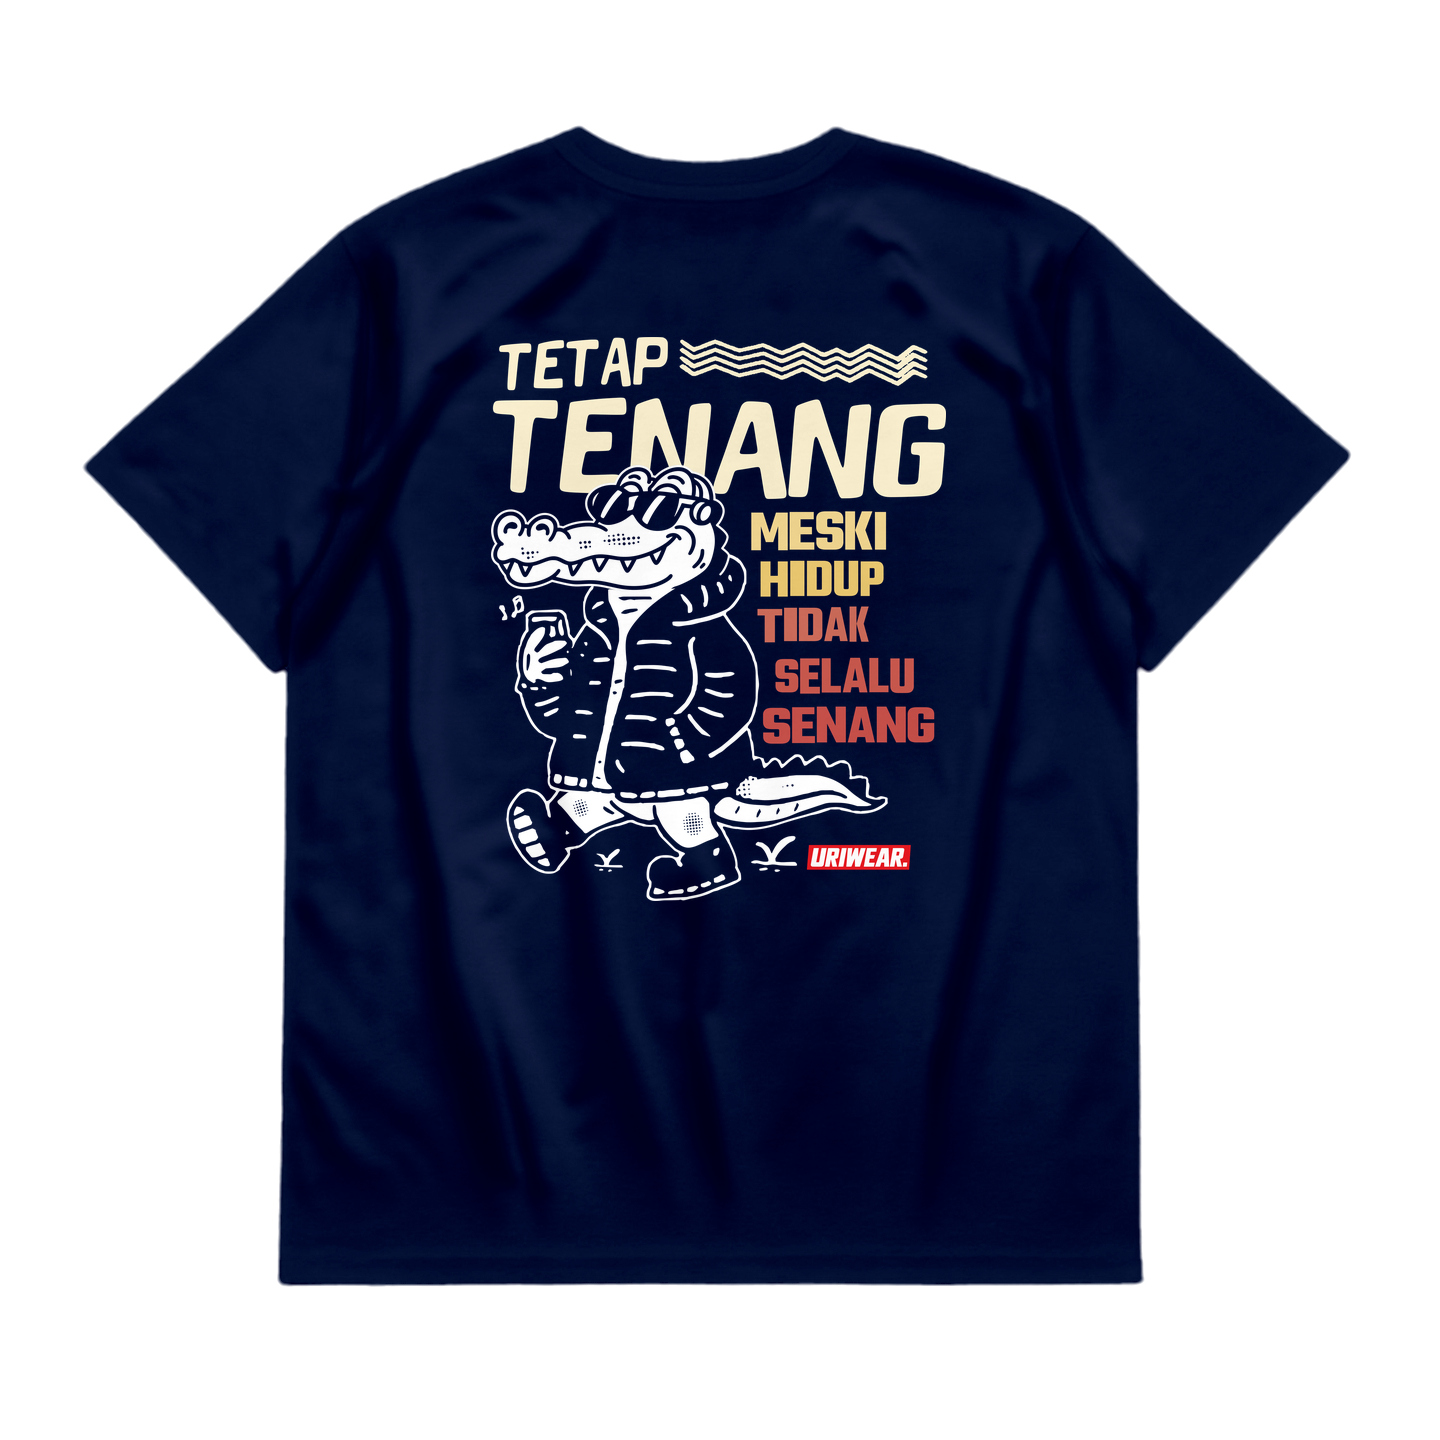 TETAP
TENANG
MESKI
HIDUP
TIDAK
SELALU
SENANG
URIWEAR.